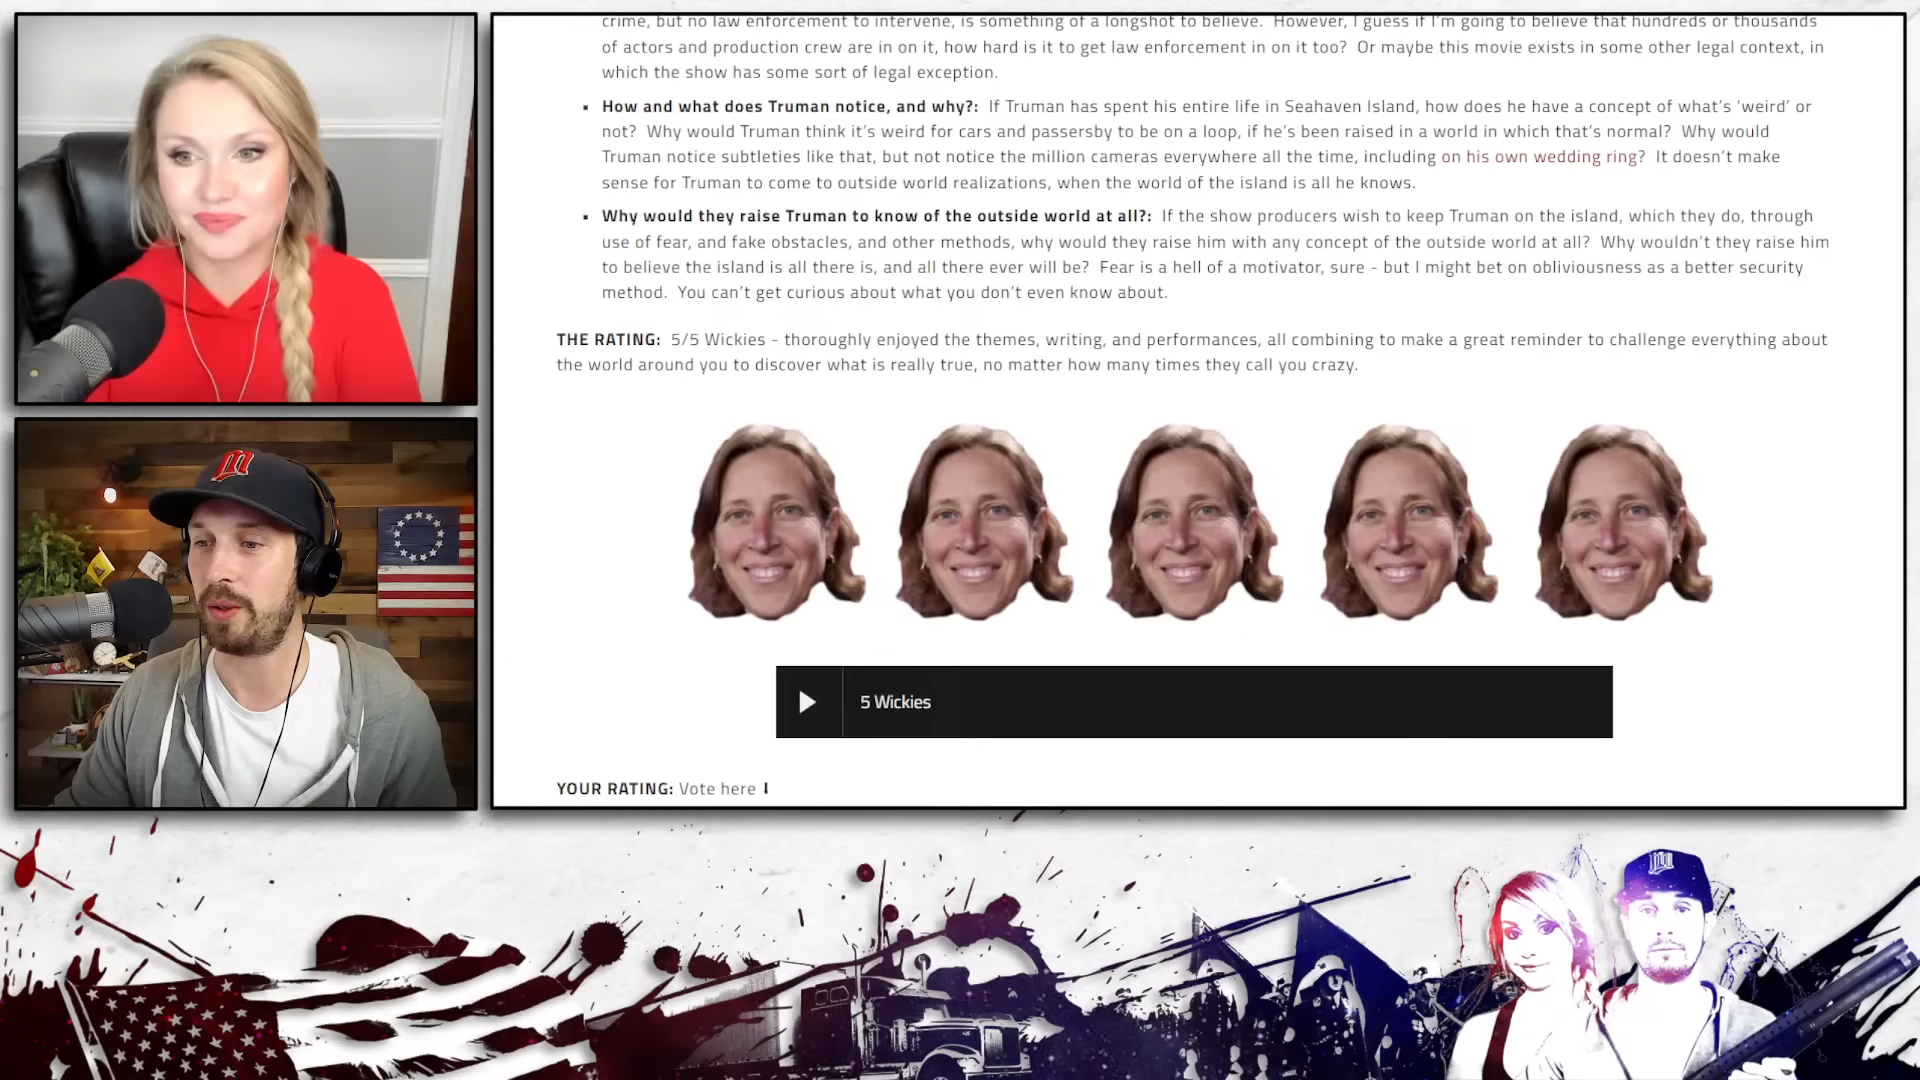 crime, but no law enforcement to intervene, is something of a longshot to believe.  However, I guess if I'm going to believe that hundreds or thousands
of actors and production crew are in on it, how hard is it to get law enforcement in on it too?  Or maybe this movie exists in some other legal context, in
which the show has some sort of legal exception.
▪ How and what does Truman notice, and why?:  If Truman has spent his entire life in Seahaven Island, how does he have a concept of what's 'weird' or
not?  Why would Truman think it's weird for cars and passersby to be on a loop, if he's been raised in a world in which that's normal?  Why would
Truman notice subtleties like that, but not notice the million cameras everywhere all the time, including on his own wedding ring?  It doesn't make
sense for Truman to come to outside world realizations, when the world of the island is all he knows.
▪ Why would they raise Truman to know of the outside world at all?:  If the show producers wish to keep Truman on the island, which they do, through
use of fear, and fake obstacles, and other methods, why would they raise him with any concept of the outside world at all?  Why wouldn't they raise him
to believe the island is all there is, and all there ever will be?  Fear is a hell of a motivator, sure - but I might bet on obliviousness as a better security
method.  You can't get curious about what you don't even know about.
THE RATING:  5/5 Wickies - thoroughly enjoyed the themes, writing, and performances, all combining to make a great reminder to challenge everything about
the world around you to discover what is really true, no matter how many times they call you crazy.
5 Wickies
YOUR RATING: Vote here ⬇